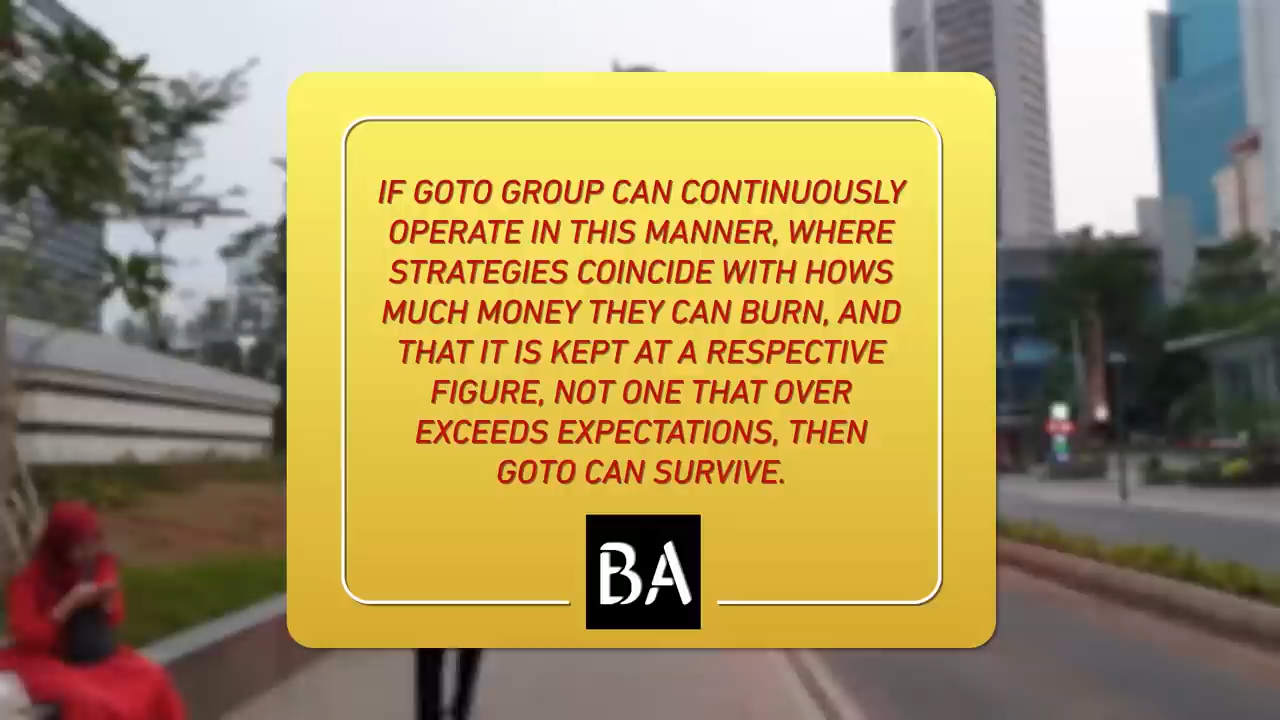 IF GOTO GROUP CAN CONTINUOUSLY
OPERATE IN THIS MANNER, WHERE
STRATEGIES COINCIDE WITH HOWS
MUCH MONEY THEY CAN BURN, AND
THAT IT IS KEPT AT A RESPECTIVE
FIGURE, NOT ONE THAT OVER
EXCEEDS EXPECTATIONS, THEN
GOTO CAN SURVIVE.
BA